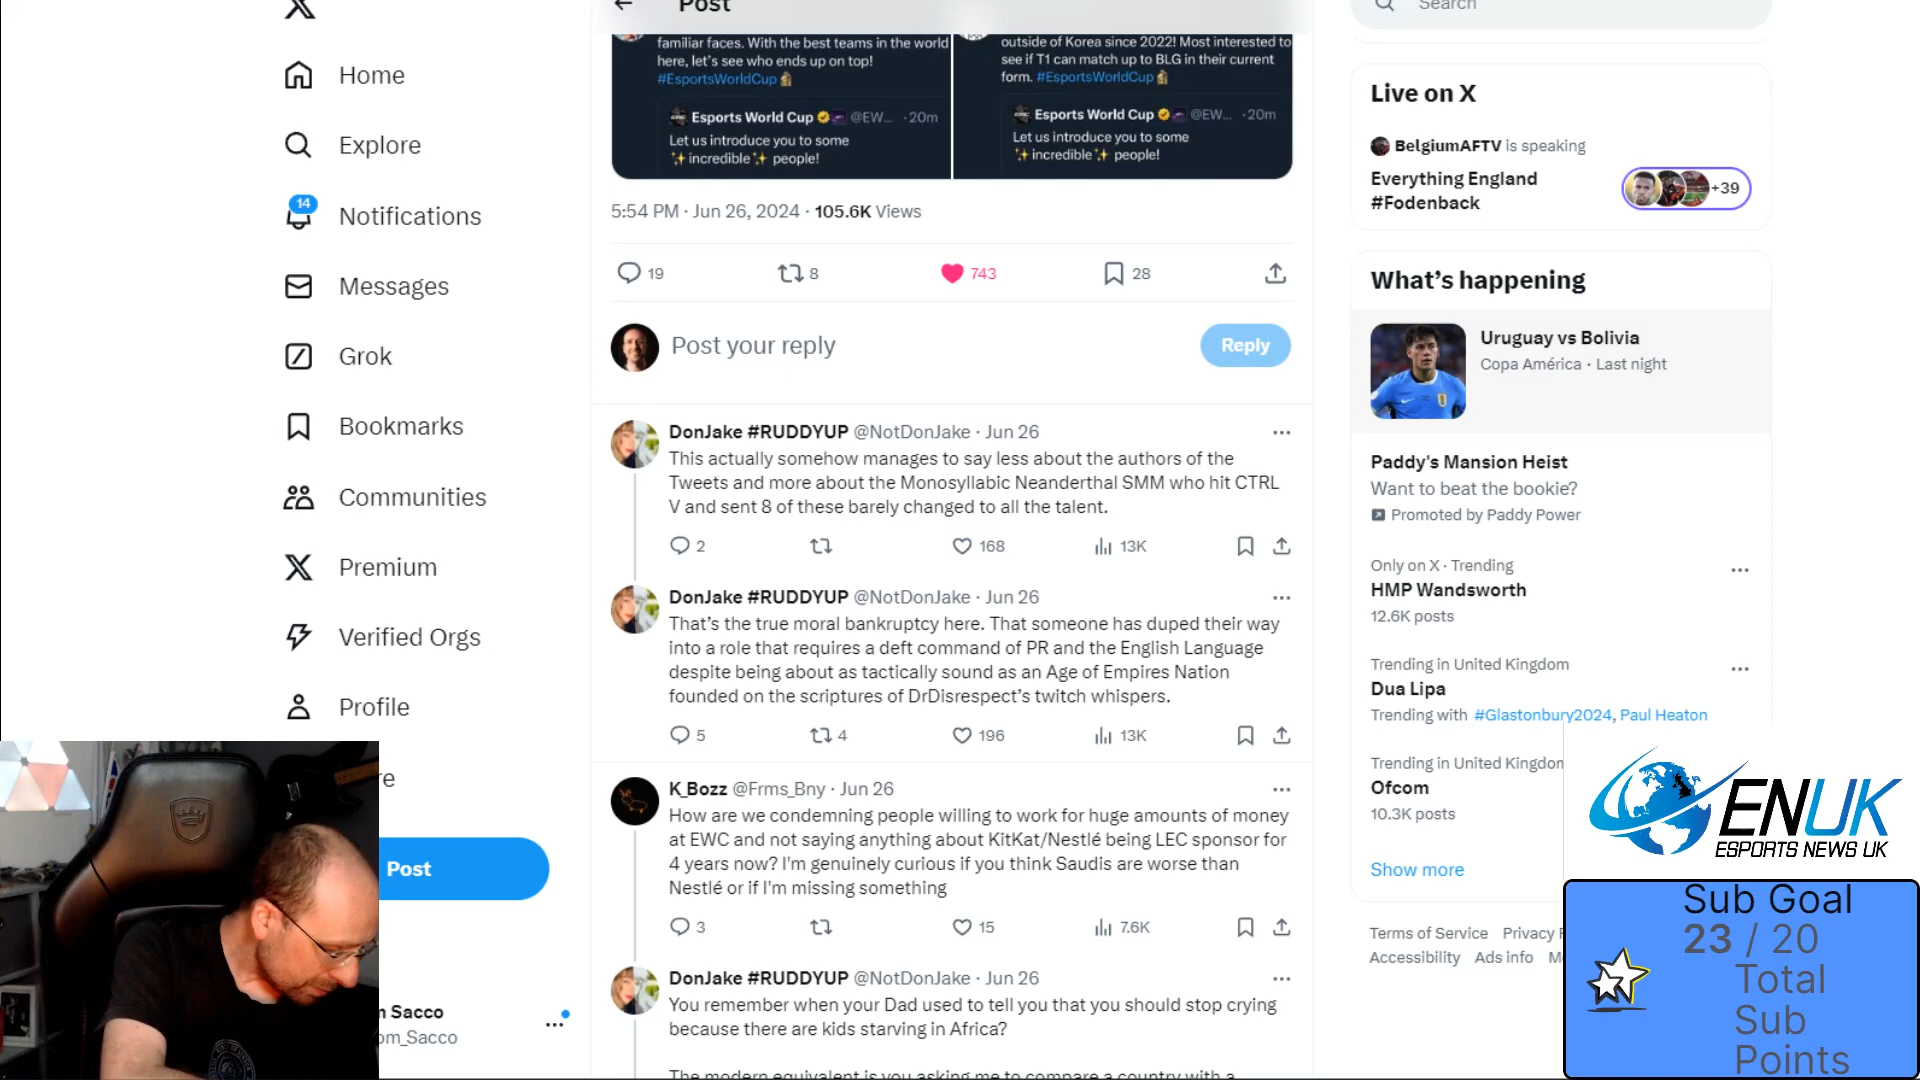 Post
Search
familiar faces. With the best teams in the world
here, let's see who ends up on top!
#EsportsWorldCup
Esports World Cup @EW... · 20m
Let us introduce you to some
✨incredible✨ people!
outside of Korea since 2022! Most interested to
see if T1 can match up to BLG in their current
form. #EsportsWorldCup
Esports World Cup @EW... · 20m
Let us introduce you to some
✨incredible✨ people!
5:54 PM · Jun 26, 2024 · 105.6K Views
19
8
743
28
Post your reply
Reply
DonJake #RUDDYUP @NotDonJake · Jun 26
This actually somehow manages to say less about the authors of the
Tweets and more about the Monosyllabic Neanderthal SMM who hit CTRL
V and sent 8 of these barely changed to all the talent.
2
168
13K
DonJake #RUDDYUP @NotDonJake · Jun 26
That's the true moral bankruptcy here. That someone has duped their way
into a role that requires a deft command of PR and the English Language
despite being about as tactically sound as an Age of Empires Nation
founded on the scriptures of DrDisrespect's twitch whispers.
5
4
196
13K
K_Bozz @Frms_Bny · Jun 26
How are we condemning people willing to work for huge amounts of money
at EWC and not saying anything about KitKat/Nestlé being LEC sponsor for
4 years now? I'm genuinely curious if you think Saudis are worse than
Nestlé or if I'm missing something
3
15
7.6K
DonJake #RUDDYUP @NotDonJake · Jun 26
You remember when your Dad used to tell you that you should stop crying
because there are kids starving in Africa?
The modern equivalent is you asking me to compare a country with a
Home
Explore
14
Notifications
Messages
Grok
Bookmarks
Communities
Premium
Verified Orgs
Profile
re
Post
n Sacco
om_Sacco
Live on X
BelgiumAFTV is speaking
Everything England
#Fodenback
+39
What's happening
Uruguay vs Bolivia
Copa América · Last night
Paddy's Mansion Heist
Want to beat the bookie?
Promoted by Paddy Power
Only on X · Trending
HMP Wandsworth
12.6K posts
Trending in United Kingdom
Dua Lipa
Trending with #Glastonbury2024, Paul Heaton
Trending in United Kingdom
Ofcom
10.3K posts
Show more
Terms of Service Privacy P
Accessibility Ads info M
ENUK
ESPORTS NEWS UK
Sub Goal
23 / 20
Total
Sub
Points